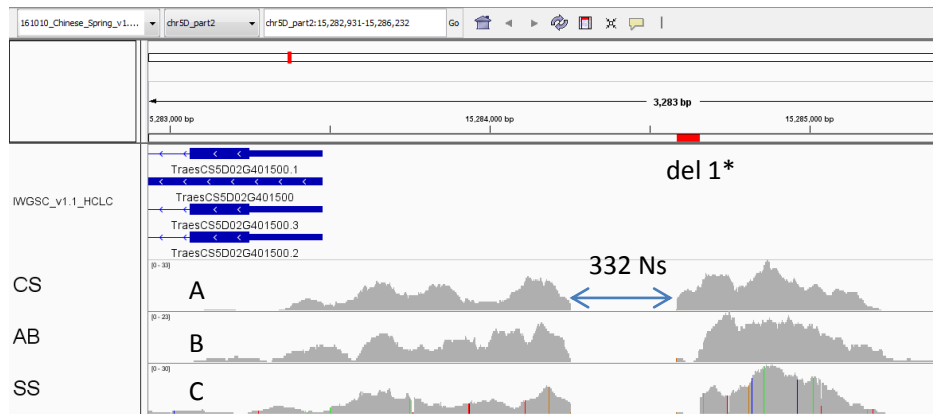 161010_Chinese_Spring_v1.... chr5D_part2 chr5D_part2:15,282,931-15,286,232 Go
3,283 bp
5,283,000 bp 15,284,000 bp 15,285,000 bp
del 1*
TraesCS5D02G401500.1
IWGSC_v1.1_HCLC
TraesCS5D02G401500
TraesCS5D02G401500.3
TraesCS5D02G401500.2
332 Ns
[0 - 33]
CS A
[0 - 23]
AB B
[0 - 30]
SS C